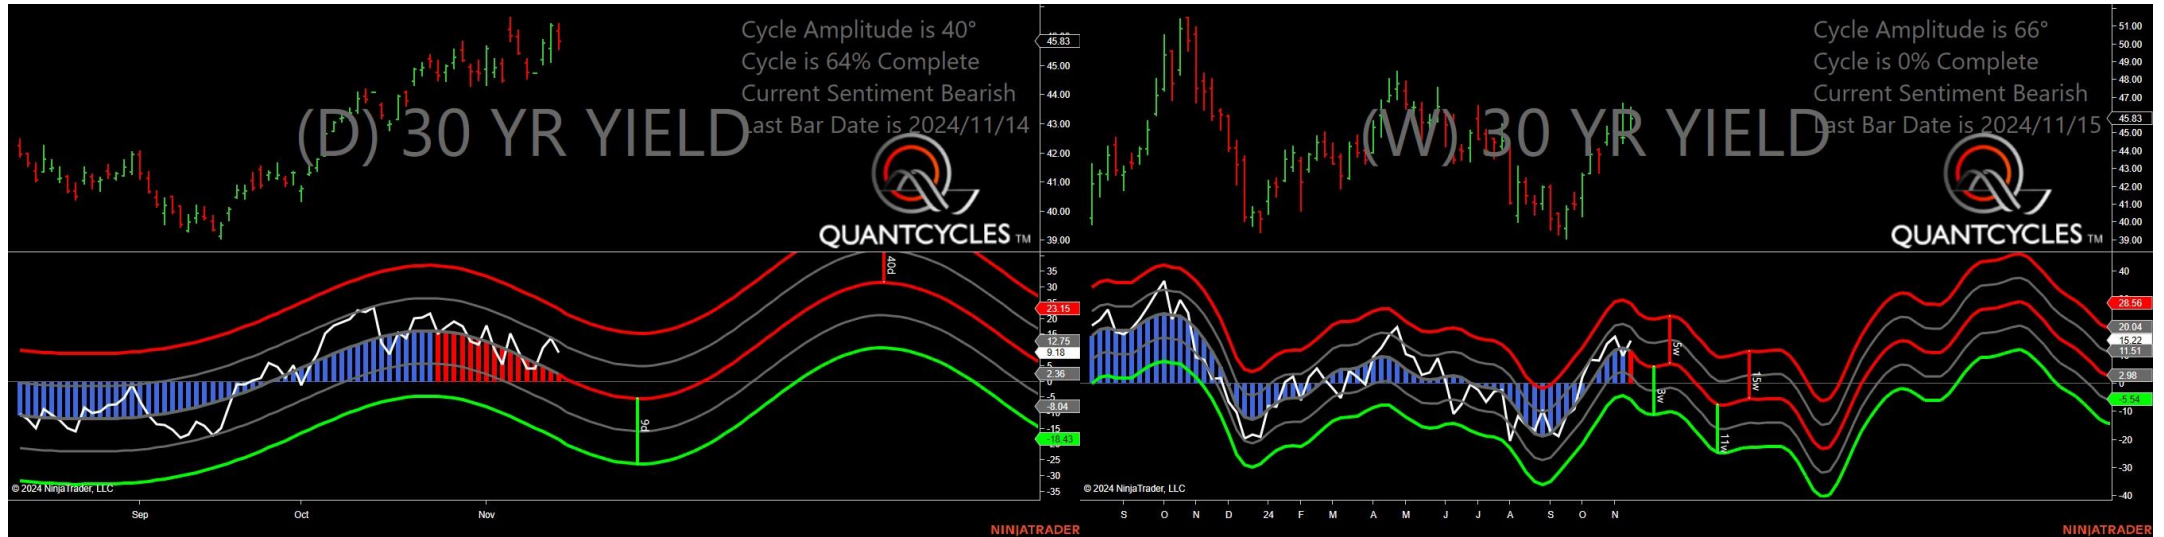 Cycle Amplitude is 40°
Cycle is 64% Complete
Current Sentiment Bearish
Last Bar Date is 2024/11/14
(D) 30 YR YIELD
QUANTCYCLES TM
45.83
45.00
44.00
43.00
42.00
41.00
40.00
39.00
40d
9d
35
30
23.15
20
15
12.75
9.18
5
2.36
0
-5
-8.04
-15
-18.43
-25
-30
-35
© 2024 NinjaTrader, LLC
Sep
Oct
Nov
NINJATRADER
Cycle Amplitude is 66°
Cycle is 0% Complete
Current Sentiment Bearish
Last Bar Date is 2024/11/15
(W) 30 YR YIELD
QUANTCYCLES TM
51.00
50.00
49.00
48.00
47.00
45.83
45.00
44.00
43.00
42.00
41.00
40.00
39.00
5w
8w
15w
11w
40
28.56
20.04
15.22
11.51
2.98
0
-5.54
-10
-20
-30
-40
© 2024 NinjaTrader, LLC
S O N D 24 F M A M J J A S O N
NINJATRADER